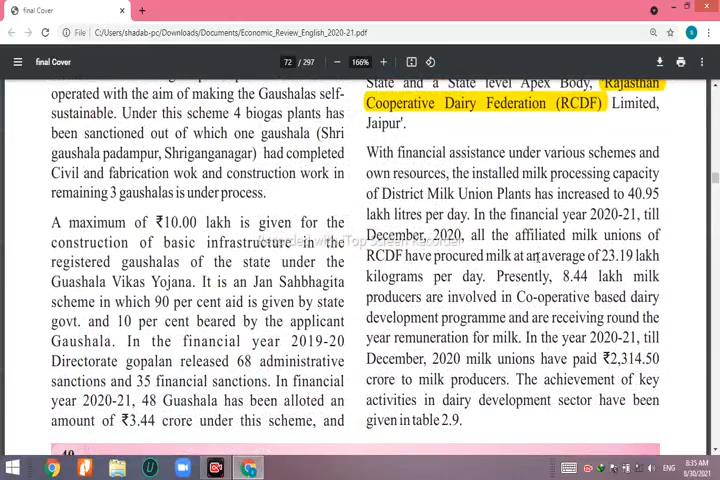 final Cover
File | C:/Users/shadab-pc/Downloads/Documents/Economic_Review_English_2020-21.pdf
final Cover
72 / 297
166%
operated with the aim of making the Gaushalas self-
sustainable. Under this scheme 4 biogas plants has
been sanctioned out of which one gaushala (Shri
gaushala padampur, Shriganganagar) had completed
Civil and fabrication wok and construction work in
remaining 3 gaushalas is under process.
A maximum of ₹10.00 lakh is given for the
construction of basic infrastructure in the
registered gaushalas of the state under the
Guashala Vikas Yojana. It is an Jan Sahbhagita
scheme in which 90 per cent aid is given by state
govt. and 10 per cent beared by the applicant
Gaushala. In the financial year 2019-20
Directorate gopalan released 68 administrative
sanctions and 35 financial sanctions. In financial
year 2020-21, 48 Guashala has been alloted an
amount of ₹3.44 crore under this scheme, and
State and a State level Apex Body, Rajasthan
Cooperative Dairy Federation (RCDF) Limited,
Jaipur'.
With financial assistance under various schemes and
own resources, the installed milk processing capacity
of District Milk Union Plants has increased to 40.95
lakh litres per day. In the financial year 2020-21, till
December, 2020, all the affiliated milk unions of
RCDF have procured milk at an average of 23.19 lakh
kilograms per day. Presently, 8.44 lakh milk
producers are involved in Co-operative based dairy
development programme and are receiving round the
year remuneration for milk. In the year 2020-21, till
December, 2020 milk unions have paid ₹2,314.50
crore to milk producers. The achievement of key
activities in dairy development sector have been
given in table 2.9.
Recorded with iTop Screen Recorder
ENG
8:35 AM
8/30/2021